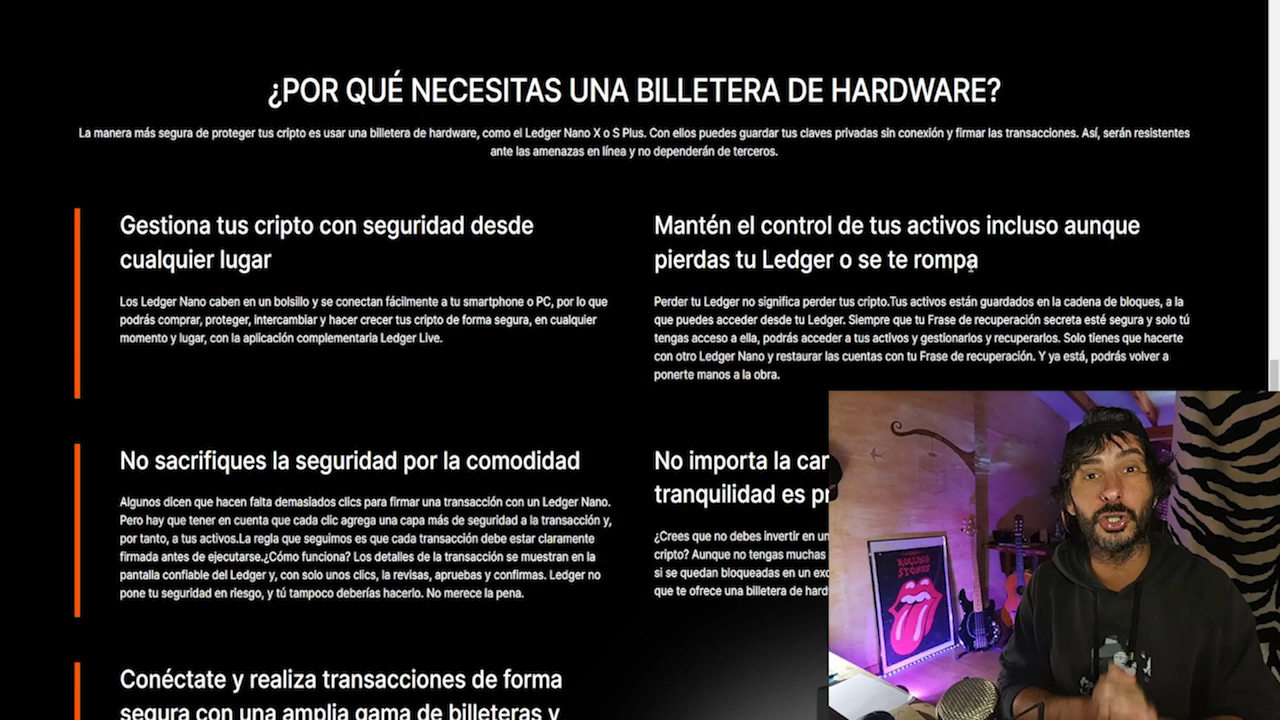 ¿POR QUÉ NECESITAS UNA BILLETERA DE HARDWARE?
La manera más segura de proteger tus cripto es usar una billetera de hardware, como el Ledger Nano X o S Plus. Con ellos puedes guardar tus claves privadas sin conexión y firmar las transacciones. Así, serán resistentes
ante las amenazas en línea y no dependerán de terceros.
Gestiona tus cripto con seguridad desde
cualquier lugar
Los Ledger Nano caben en un bolsillo y se conectan fácilmente a tu smartphone o PC, por lo que
podrás comprar, proteger, intercambiar y hacer crecer tus cripto de forma segura, en cualquier
momento y lugar, con la aplicación complementaria Ledger Live.
Mantén el control de tus activos incluso aunque
pierdas tu Ledger o se te rompa
Perder tu Ledger no significa perder tus cripto.Tus activos están guardados en la cadena de bloques, a la
que puedes acceder desde tu Ledger. Siempre que tu Frase de recuperación secreta esté segura y solo tú
tengas acceso a ella, podrás acceder a tus activos y gestionarlos y recuperarlos. Solo tienes que hacerte
con otro Ledger Nano y restaurar las cuentas con tu Frase de recuperación. Y ya está, podrás volver a
ponerte manos a la obra.
No sacrifiques la seguridad por la comodidad
Algunos dicen que hacen falta demasiados clics para firmar una transacción con un Ledger Nano.
Pero hay que tener en cuenta que cada clic agrega una capa más de seguridad a la transacción y,
por tanto, a tus activos.La regla que seguimos es que cada transacción debe estar claramente
firmada antes de ejecutarse.¿Cómo funciona? Los detalles de la transacción se muestran en la
pantalla confiable del Ledger y, con solo unos clics, la revisas, apruebas y confirmas. Ledger no
pone tu seguridad en riesgo, y tú tampoco deberías hacerlo. No merece la pena.
No importa la car
tranquilidad es pr
¿Crees que no debes invertir en un
cripto? Aunque no tengas muchas
si se quedan bloqueadas en un exc
que te ofrece una billetera de hard
ROLLING
STONES
Conéctate y realiza transacciones de forma
segura con una amplia gama de billeteras y